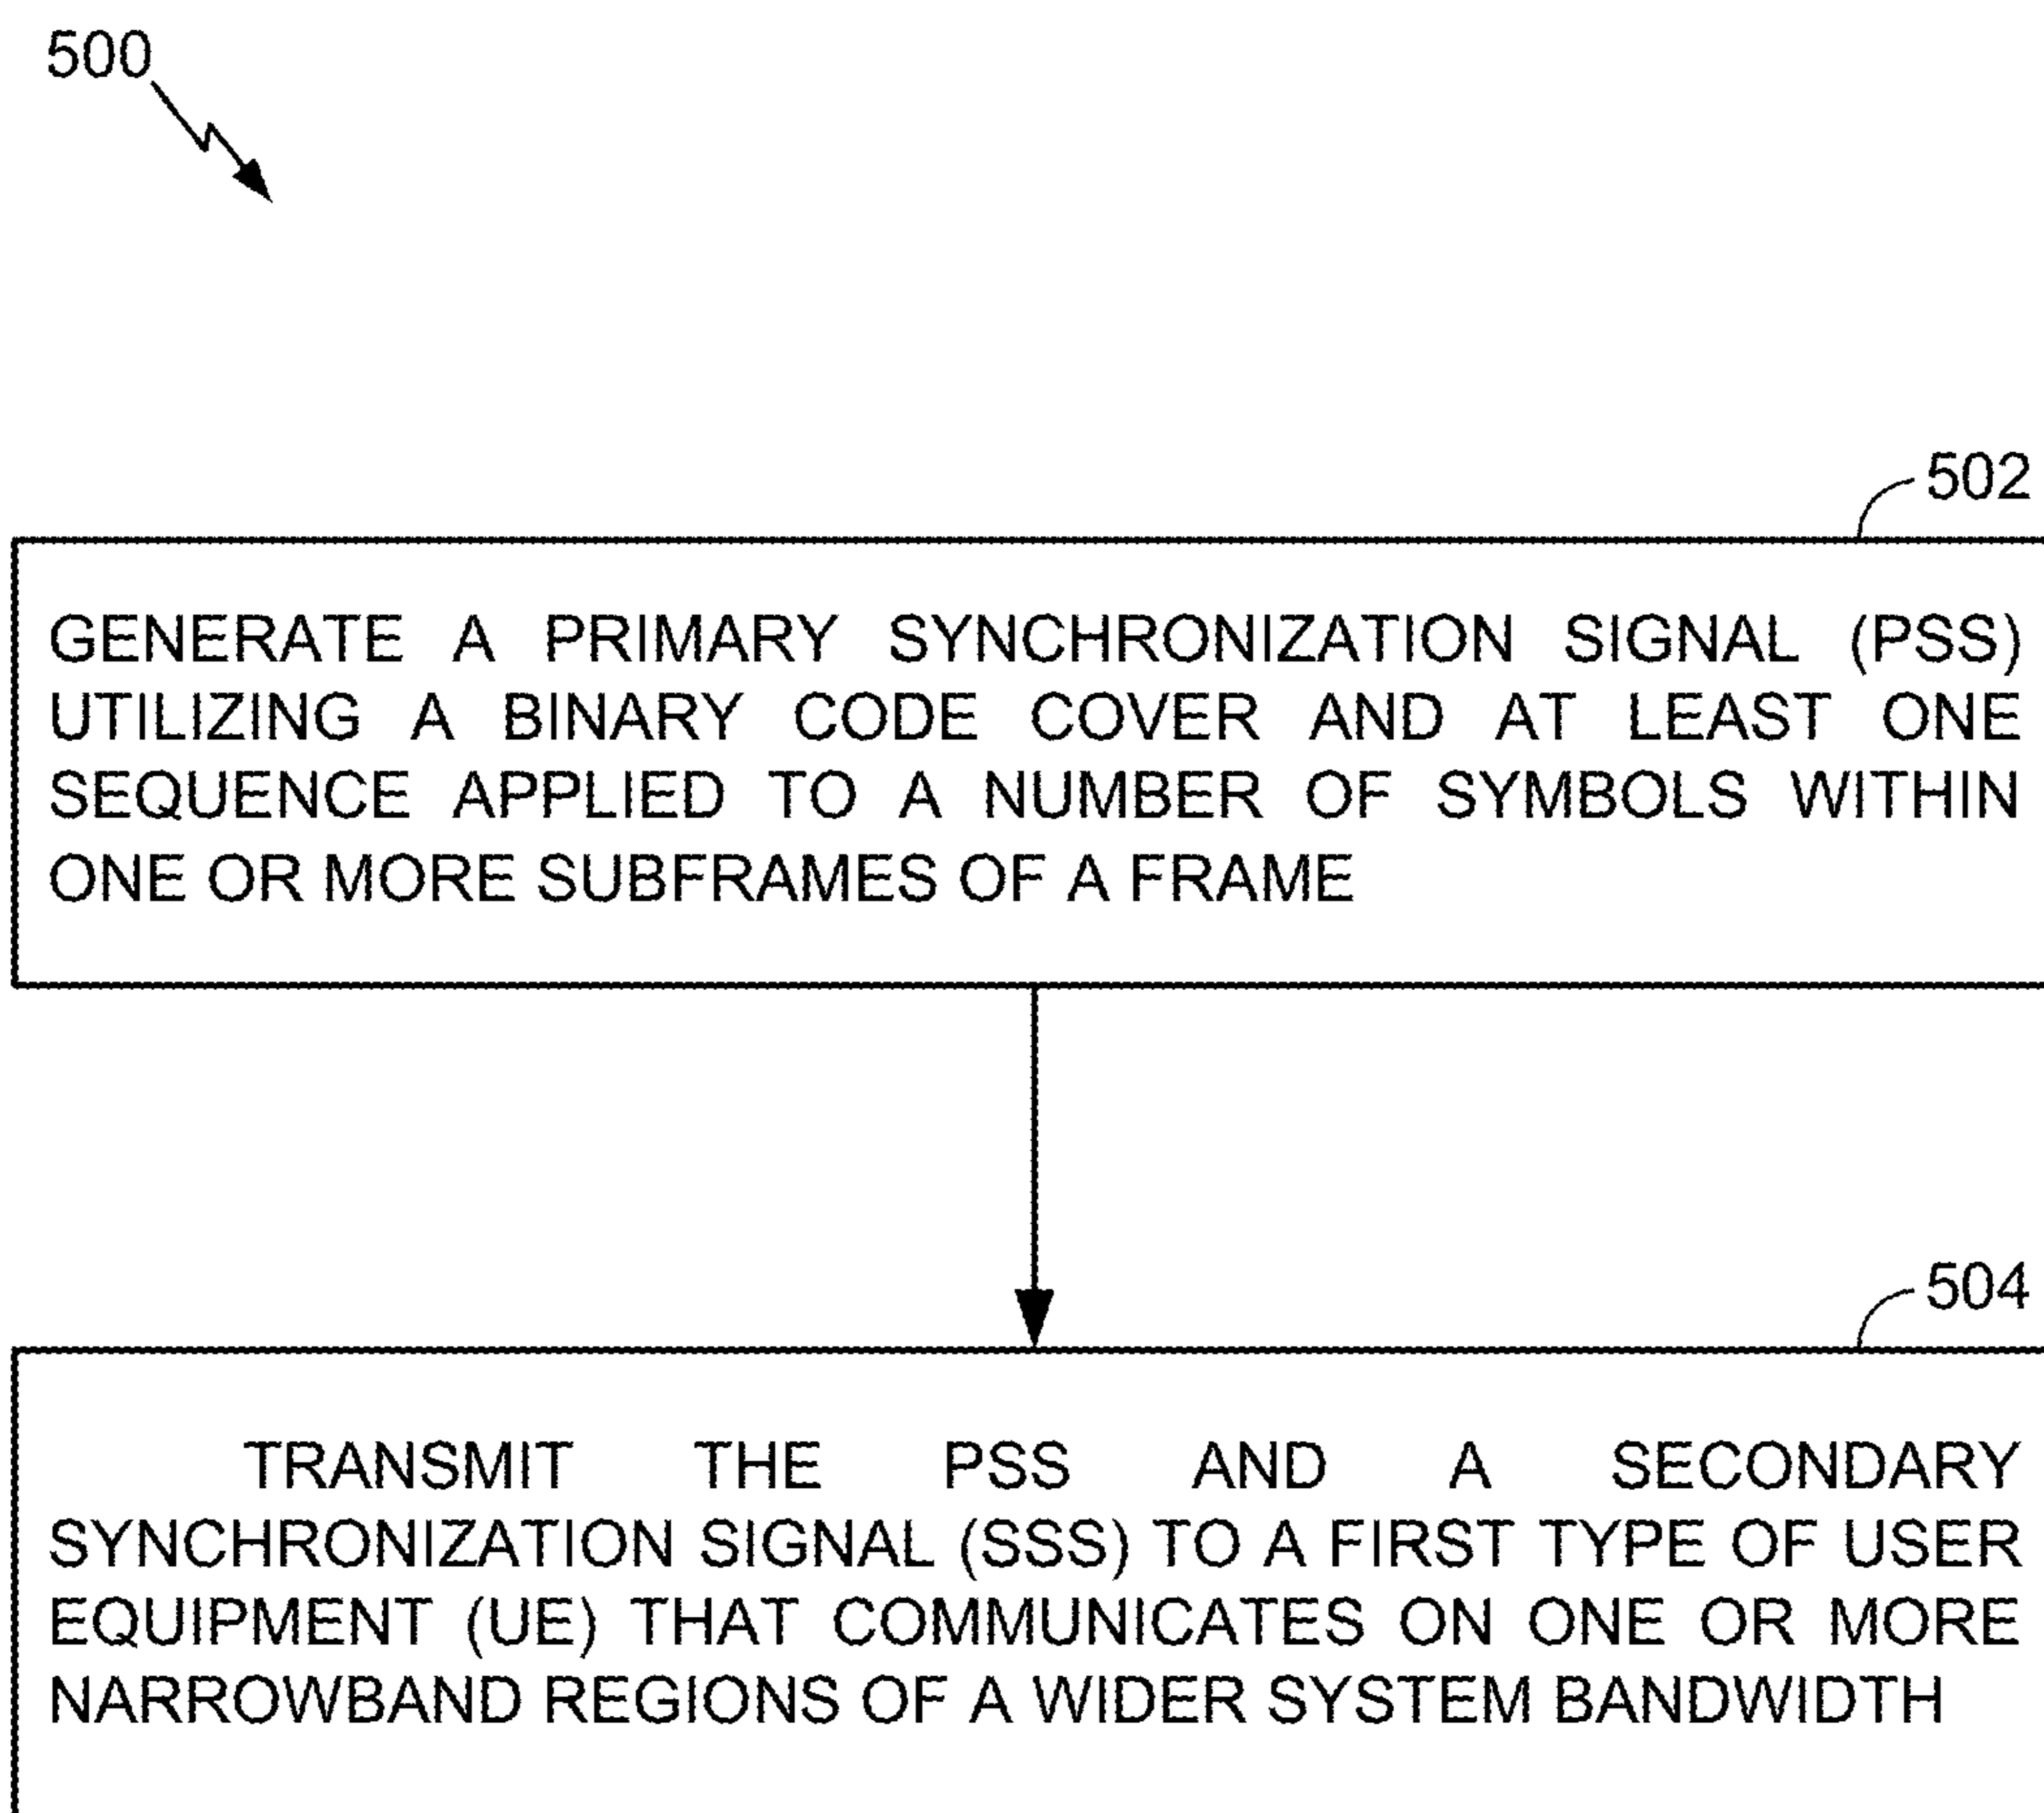 500
502
GENERATE A PRIMARY SYNCHRONIZATION SIGNAL (PSS)
UTILIZING A BINARY CODE COVER AND AT LEAST ONE
SEQUENCE APPLIED TO A NUMBER OF SYMBOLS WITHIN
ONE OR MORE SUBFRAMES OF A FRAME
504
TRANSMIT THE PSS AND A SECONDARY
SYNCHRONIZATION SIGNAL (SSS) TO A FIRST TYPE OF USER
EQUIPMENT (UE) THAT COMMUNICATES ON ONE OR MORE
NARROWBAND REGIONS OF A WIDER SYSTEM BANDWIDTH